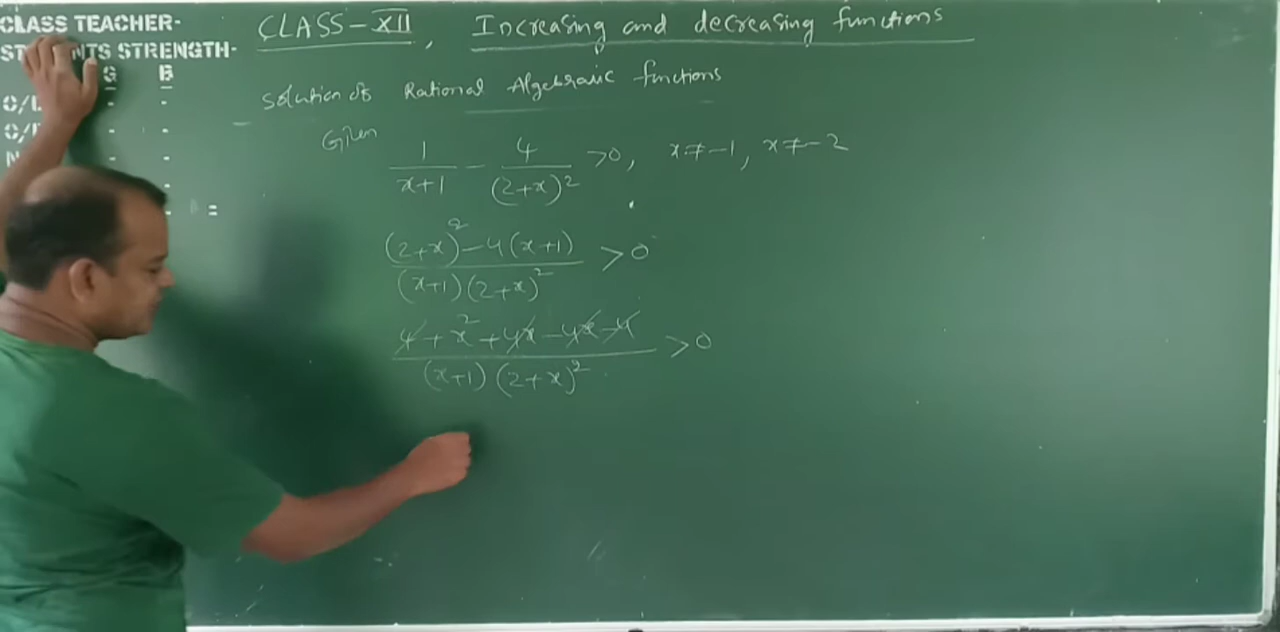 CLASS TEACHER-
STRENGTH-
G B
CLASS-XII, Increasing and decreasing functions
Solution of Rational Algebraic functions
Given
1/(x+1) - 4/(2+x)² >0, x≠-1, x≠-2
((2+x)²-4(x+1))/((x+1)(2+x)²) >0
(4+x²+4x-4x-4)/((x+1)(2+x)²) >0